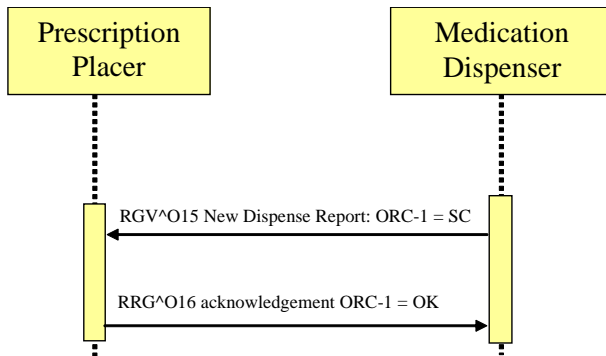 Prescription
Placer
Medication
Dispenser
RGV^O15 New Dispense Report: ORC-1 = SC
RRG^O16 acknowledgement ORC-1 = OK